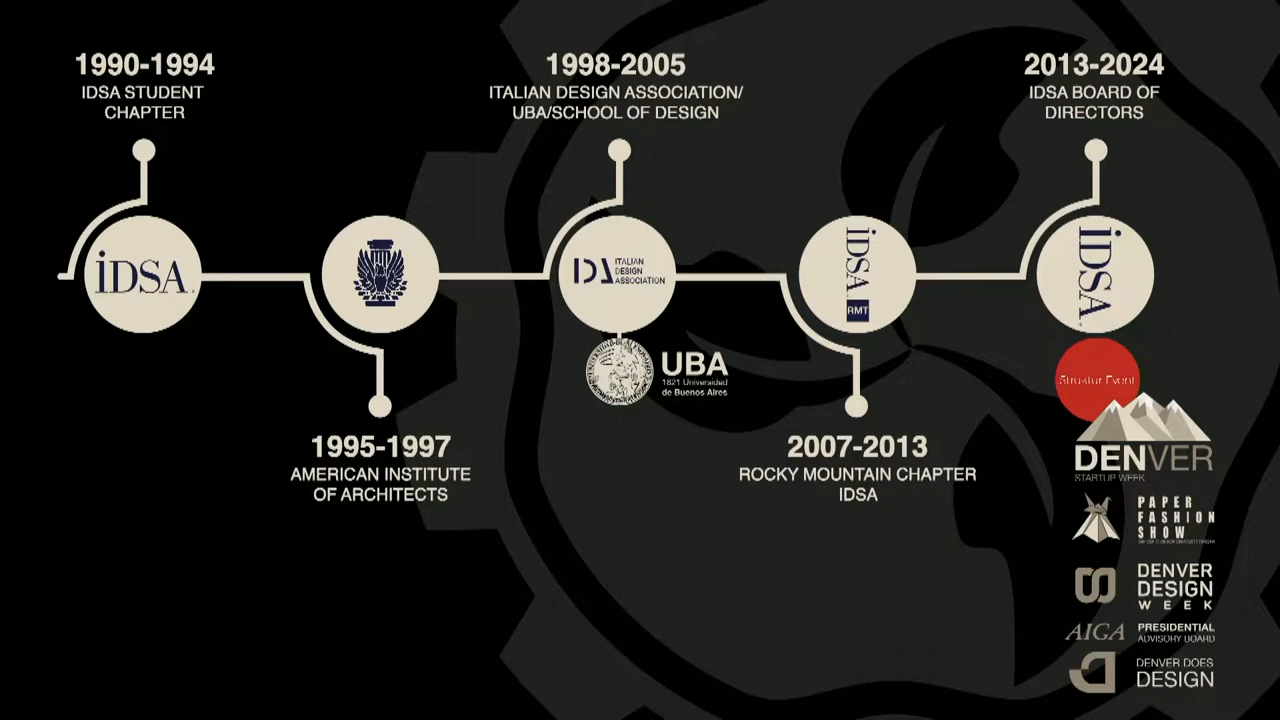 1990-1994
IDSA STUDENT
CHAPTER
iDSA
1995-1997
AMERICAN INSTITUTE
OF ARCHITECTS
1998-2005
ITALIAN DESIGN ASSOCIATION/
UBA/SCHOOL OF DESIGN
IDA ITALIAN
DESIGN
ASSOCIATION
UBA
1821 Universidad
de Buenos Aires
iDSA
RMT
2007-2013
ROCKY MOUNTAIN CHAPTER
IDSA
2013-2024
IDSA BOARD OF
DIRECTORS
iDSA
Struktur Event
DENVER
STARTUP WEEK
PAPER
FASHION
SHOW
DENVER
DESIGN
WEEK
AIGA PRESIDENTIAL
ADVISORY BOARD
DENVER DOES
DESIGN